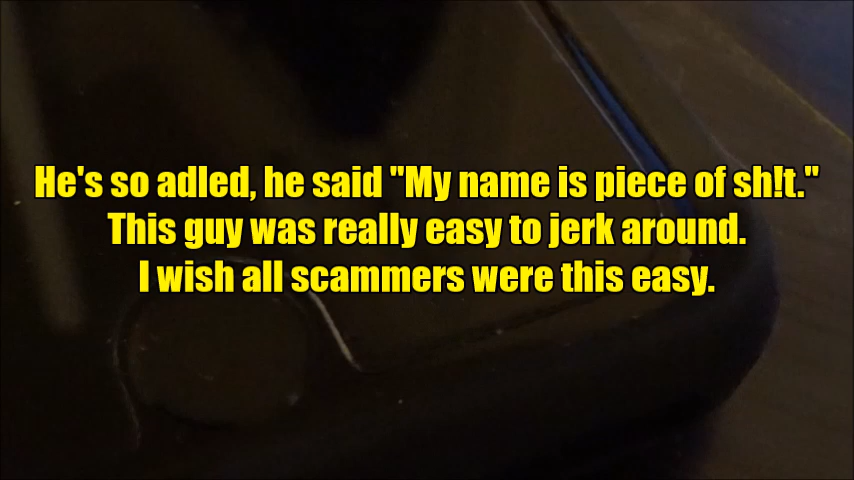 He's so adled, he said "My name is piece of sh!t."
This guy was really easy to jerk around.
I wish all scammers were this easy.